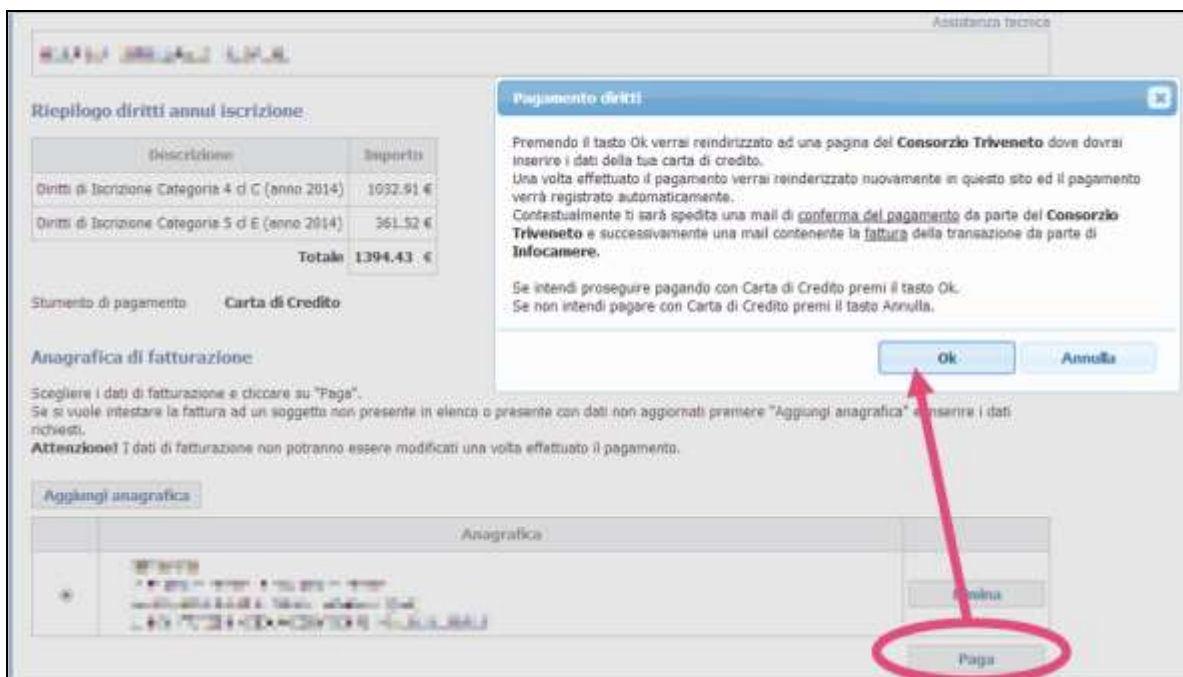 Assistenza tecnica
Riepilogo diritti annui iscrizione
Descrizione Importo
Diritti di Iscrizione Categoria 4 cl C (anno 2014) 1032.91 €
Diritti di Iscrizione Categoria 5 cl E (anno 2014) 361.52 €
Totale 1394.43 €
Stumento di pagamento Carta di Credito
Pagamento diritti
Premendo il tasto Ok verrai reindirizzato ad una pagina del Consorzio Triveneto dove dovrai
inserire i dati della tua carta di credito.
Una volta effettuato il pagamento verrai reinderizzato nuovamente in questo sito ed il pagamento
verrà registrato automaticamente.
Contestualmente ti sarà spedita una mail di conferma del pagamento da parte del Consorzio
Triveneto e successivamente una mail contenente la fattura della transazione da parte di
Infocamere.
Se intendi proseguire pagando con Carta di Credito premi il tasto Ok.
Se non intendi pagare con Carta di Credito premi il tasto Annulla.
Ok Annulla
Anagrafica di fatturazione
Scegliere i dati di fatturazione e cliccare su "Paga".
Se si vuole intestare la fattura ad un soggetto non presente in elenco o presente con dati non aggiornati premere "Aggiungi anagrafica" e inserire i dati
richiesti.
Attenzione! I dati di fatturazione non potranno essere modificati una volta effettuato il pagamento.
Aggiungi anagrafica
Anagrafica
Paga